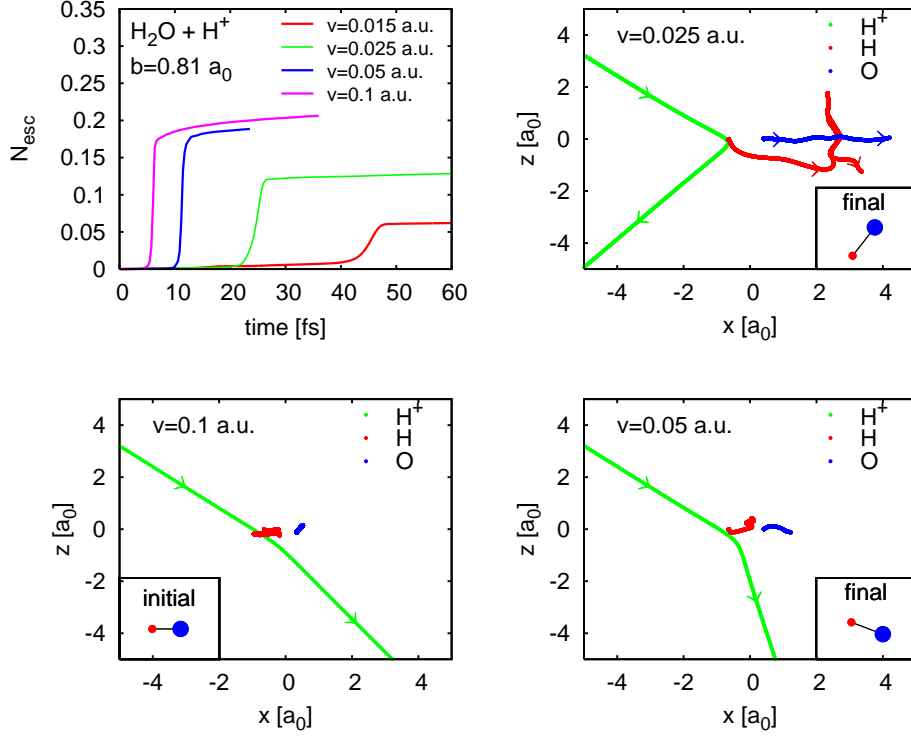 H₂O + H⁺
b=0.81 a₀
v=0.015 a.u.
v=0.025 a.u.
v=0.05 a.u.
v=0.1 a.u.
Nesc
0.35
0.3
0.25
0.2
0.15
0.1
0.05
0
0 10 20 30 40 50 60
time [fs]
v=0.025 a.u.
H⁺
H
O
z [a₀]
4
2
0
-2
-4
final
-4 -2 0 2 4
x [a₀]
v=0.1 a.u.
H⁺
H
O
z [a₀]
4
2
0
-2
-4
initial
-4 -2 0 2 4
x [a₀]
v=0.05 a.u.
H⁺
H
O
z [a₀]
4
2
0
-2
-4
final
-4 -2 0 2 4
x [a₀]